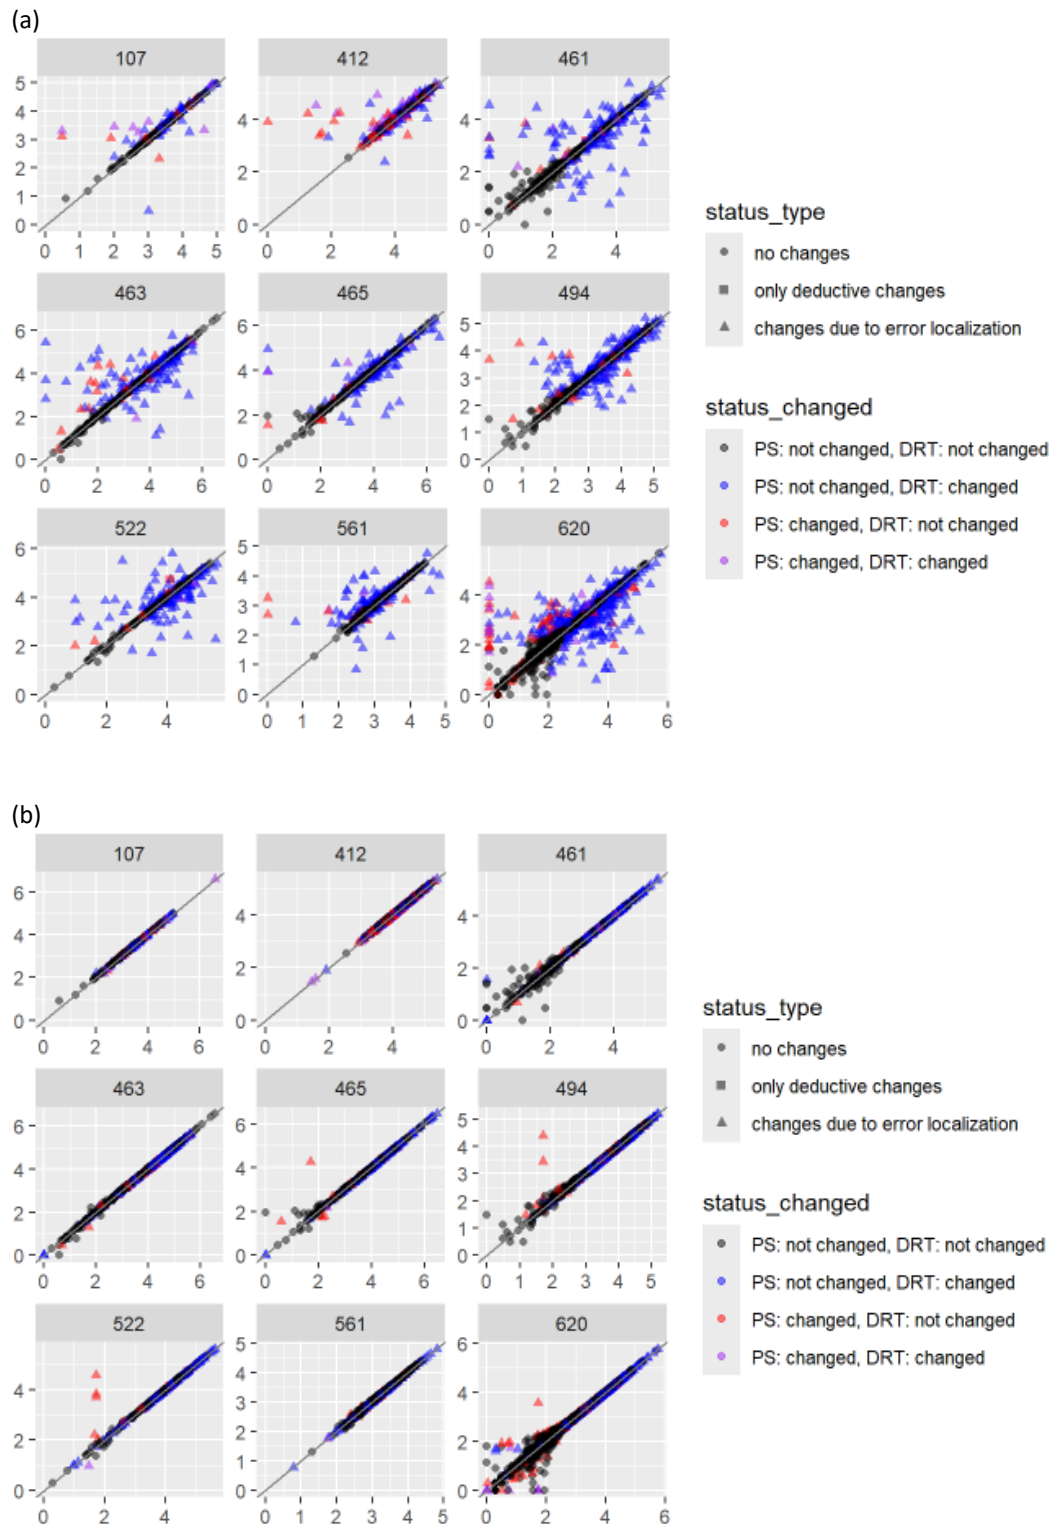 (a)
107 412 461
5
4
3
2
1
0
4
2
0
4
2
0
0 1 2 3 4 5 0 2 4 0 2 4
463 465 494
6
4
2
0
6
4
2
0
5
4
3
2
1
0
0 2 4 6 0 2 4 6 0 1 2 3 4 5
522 561 620
6
4
2
0
5
4
3
2
1
0
6
4
2
0
0 2 4 0 1 2 3 4 5 0 2 4 6
status_type
no changes
only deductive changes
changes due to error localization
status_changed
PS: not changed, DRT: not changed
PS: not changed, DRT: changed
PS: changed, DRT: not changed
PS: changed, DRT: changed
(b)
107 412 461
6
4
2
0
4
2
0
4
2
0
0 2 4 6 0 2 4 0 2 4
463 465 494
6
4
2
0
6
4
2
0
5
4
3
2
1
0
0 2 4 6 0 2 4 6 0 1 2 3 4 5
522 561 620
4
2
0
5
4
3
2
1
0
6
4
2
0
0 2 4 0 1 2 3 4 5 0 2 4 6
status_type
no changes
only deductive changes
changes due to error localization
status_changed
PS: not changed, DRT: not changed
PS: not changed, DRT: changed
PS: changed, DRT: not changed
PS: changed, DRT: changed